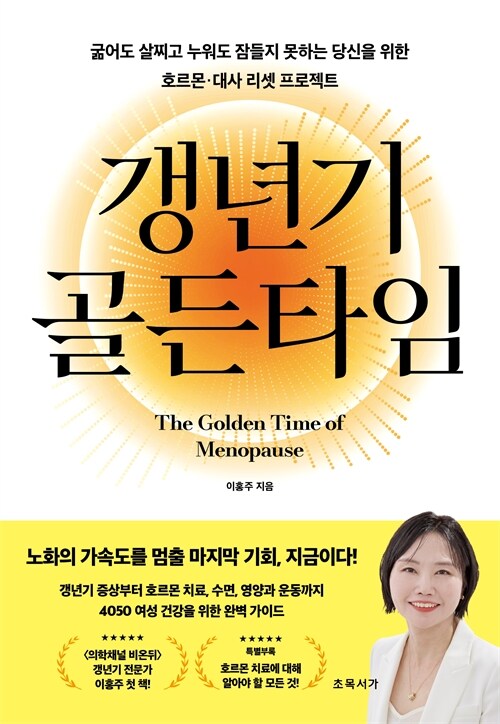 굶어도 살찌고 누워도 잠들지 못하는 당신을 위한
호르몬·대사 리셋 프로젝트
갱년기
골든타임
The Golden Time of
Menopause
이홍주 지음
노화의 가속도를 멈출 마지막 기회, 지금이다!
갱년기 증상부터 호르몬 치료, 수면, 영양과 운동까지
4050 여성 건강을 위한 완벽 가이드
★★★★★
〈의학채널 비온뒤〉
갱년기 전문가
이홍주 첫 책!
★★★★★
특별부록
호르몬 치료에 대해
알아야 할 모든 것!
초록서가